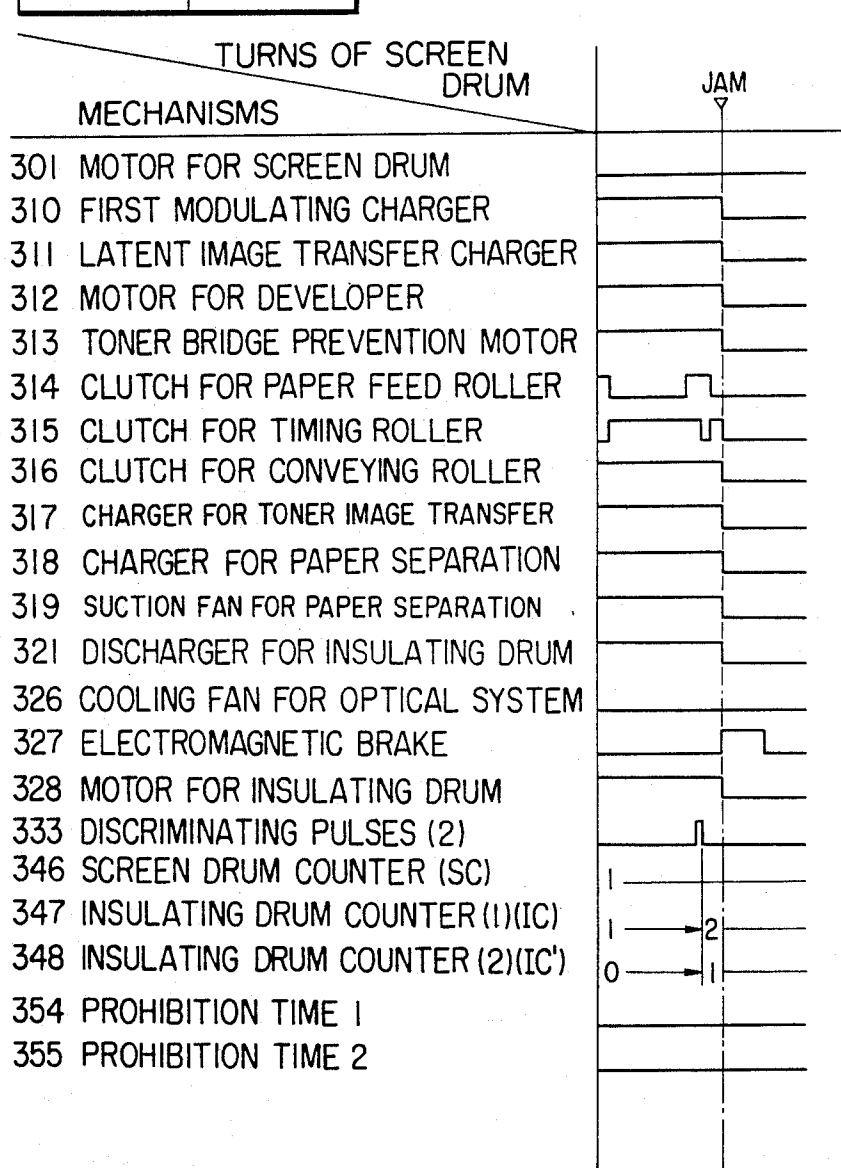 TURNS OF SCREEN
DRUM
MECHANISMS
JAM
301 MOTOR FOR SCREEN DRUM
310 FIRST MODULATING CHARGER
311 LATENT IMAGE TRANSFER CHARGER
312 MOTOR FOR DEVELOPER
313 TONER BRIDGE PREVENTION MOTOR
314 CLUTCH FOR PAPER FEED ROLLER
315 CLUTCH FOR TIMING ROLLER
316 CLUTCH FOR CONVEYING ROLLER
317 CHARGER FOR TONER IMAGE TRANSFER
318 CHARGER FOR PAPER SEPARATION
319 SUCTION FAN FOR PAPER SEPARATION
321 DISCHARGER FOR INSULATING DRUM
326 COOLING FAN FOR OPTICAL SYSTEM
327 ELECTROMAGNETIC BRAKE
328 MOTOR FOR INSULATING DRUM
333 DISCRIMINATING PULSES (2)
346 SCREEN DRUM COUNTER (SC) 1
347 INSULATING DRUM COUNTER (1)(IC) 1 2
348 INSULATING DRUM COUNTER (2)(IC') 0 1
354 PROHIBITION TIME 1
355 PROHIBITION TIME 2